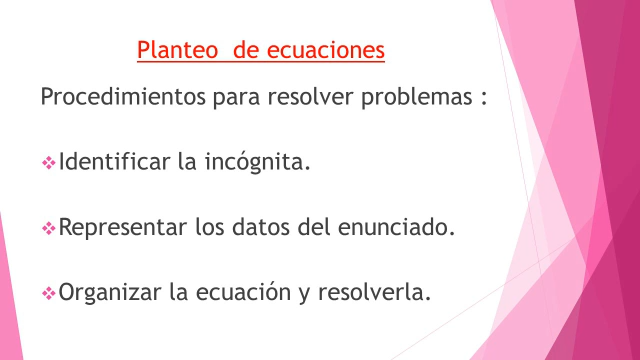 Planteo  de ecuaciones
Procedimientos para resolver problemas :
❖Identificar la incógnita.
❖Representar los datos del enunciado.
❖Organizar la ecuación y resolverla.